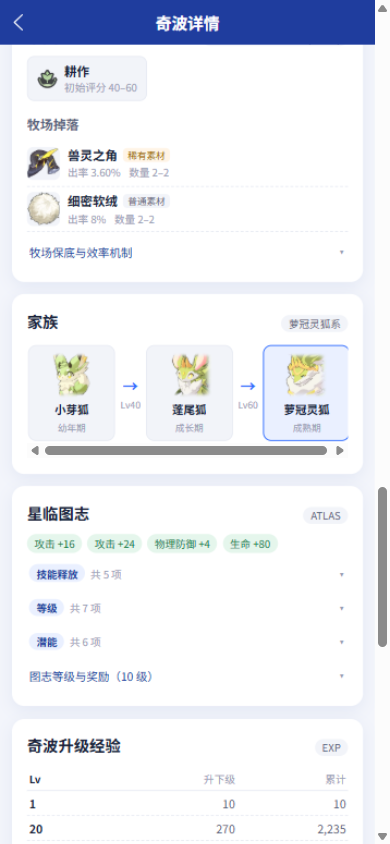 奇波详情
耕作
初始评分 40–60
牧场掉落
兽灵之角 稀有素材
出率 3.60% 数量 2–2
细密软绒 普通素材
出率 8% 数量 2–2
牧场保底与效率机制
家族 萝冠灵狐系
小芽狐 幼年期
Lv40
蓬尾狐 成长期
Lv60
萝冠灵狐 成熟期
星临图志 ATLAS
攻击 +16 攻击 +24 物理防御 +4 生命 +80
技能释放 共 5 项
等级 共 7 项
潜能 共 6 项
图志等级与奖励（10 级）
奇波升级经验 EXP
Lv 升下级 累计
1 10 10
20 270 2,235